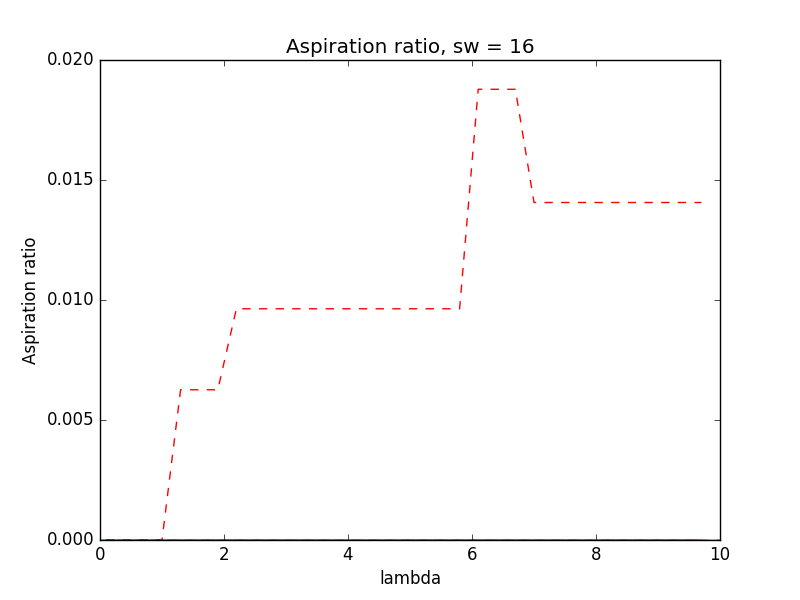 Aspiration ratio, sw = 16
0.020
0.015
0.010
0.005
0.000
Aspiration ratio
0 2 4 6 8 10
lambda